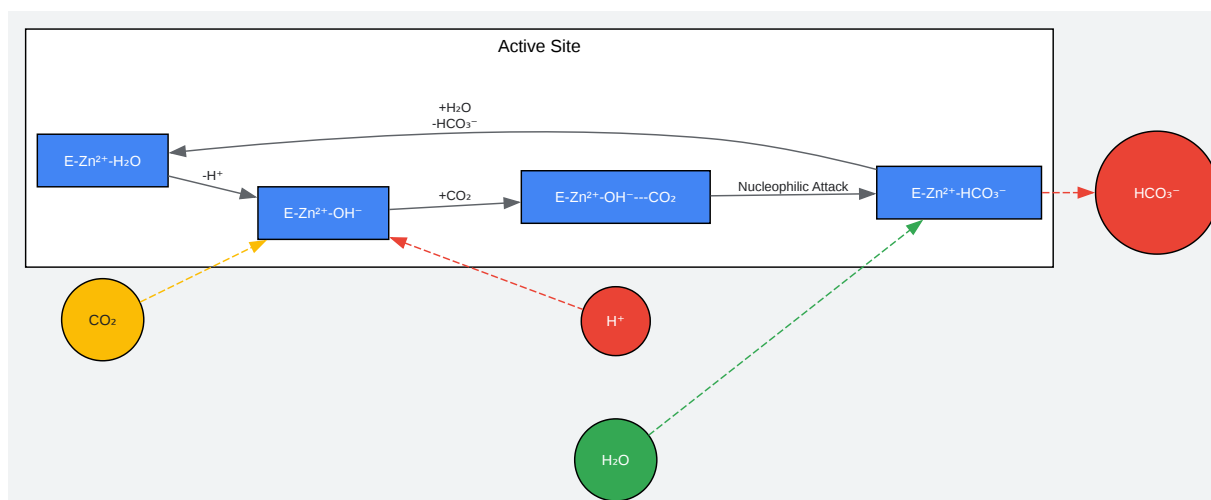 Active Site
+H₂O
-HCO₃⁻
E-Zn²⁺-H₂O
-H⁺
E-Zn²⁺-OH⁻
+CO₂
E-Zn²⁺-OH⁻---CO₂
Nucleophilic Attack
E-Zn²⁺-HCO₃⁻
HCO₃⁻
CO₂
H⁺
H₂O